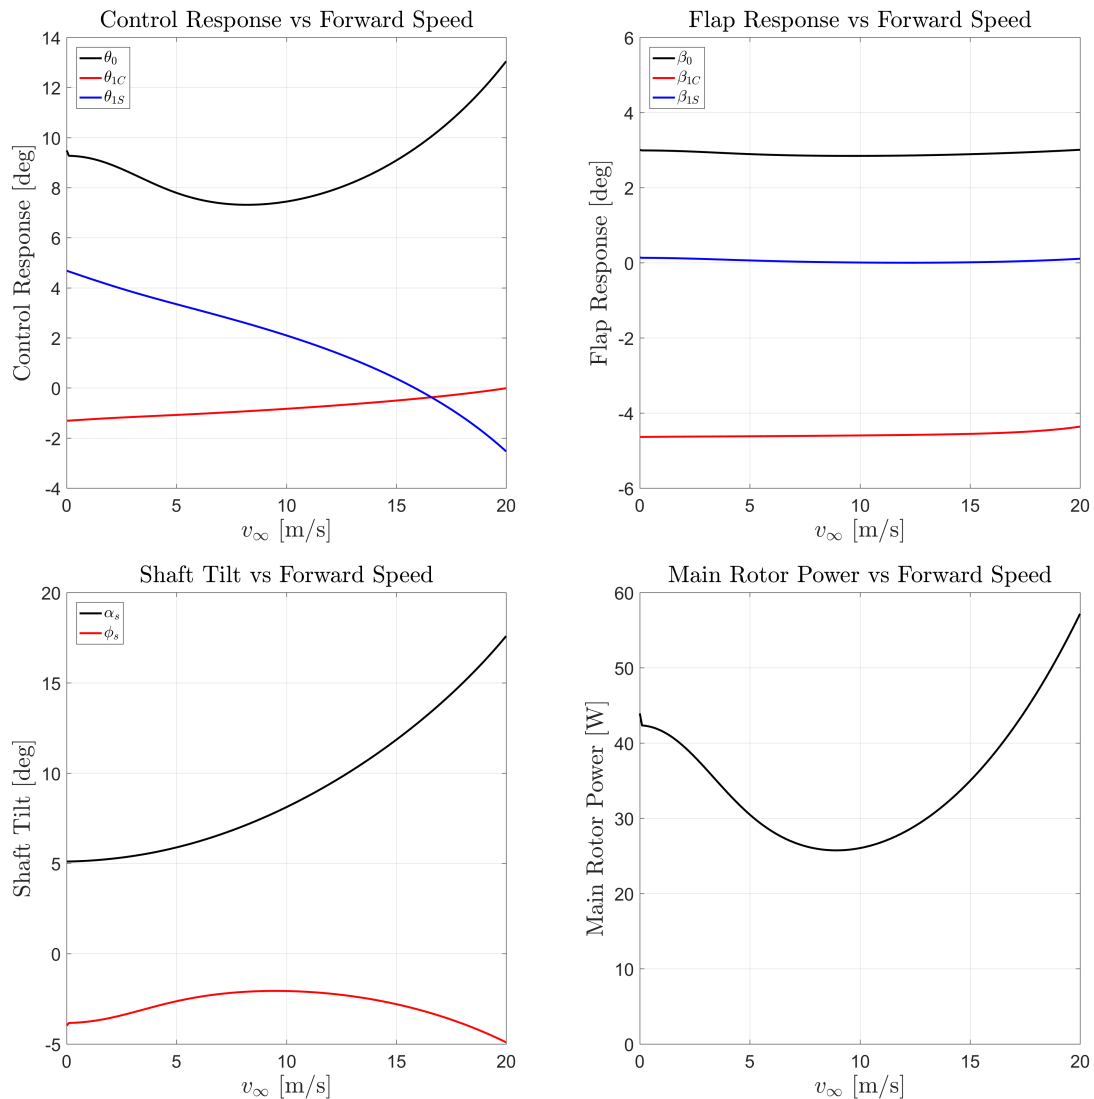 Control Response vs Forward Speed
14
12
10
8
6
4
2
0
-2
-4
θ₀
θ₁C
θ₁S
Control Response [deg]
0 5 10 15 20
v∞ [m/s]
Flap Response vs Forward Speed
6
4
2
0
-2
-4
-6
β₀
β₁C
β₁S
Flap Response [deg]
0 5 10 15 20
v∞ [m/s]
Shaft Tilt vs Forward Speed
20
15
10
5
0
-5
αₛ
ϕₛ
Shaft Tilt [deg]
0 5 10 15 20
v∞ [m/s]
Main Rotor Power vs Forward Speed
60
50
40
30
20
10
0
Main Rotor Power [W]
0 5 10 15 20
v∞ [m/s]